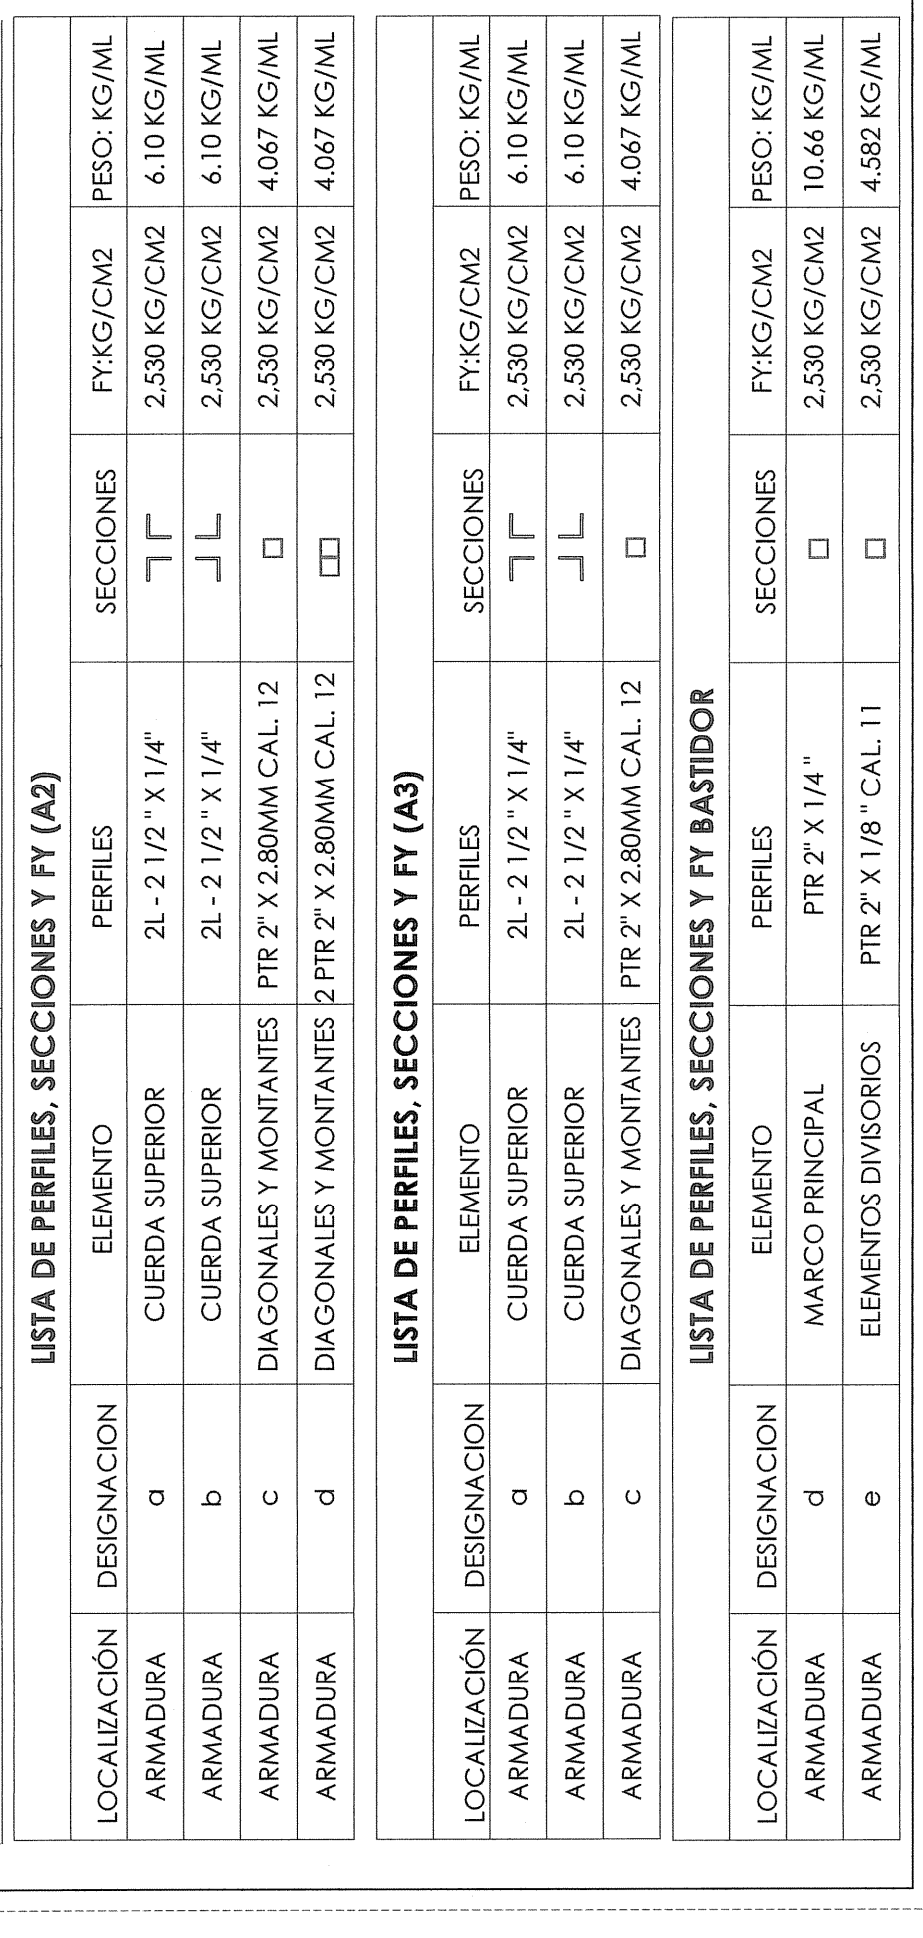 LISTA DE PERFILES, SECCIONES Y FY (A2)
LOCALIZACIÓN DESIGNACION ELEMENTO PERFILES SECCIONES FY:KG/CM2 PESO: KG/ML
ARMADURA a CUERDA SUPERIOR 2L - 2 1/2 " X 1/4" 2,530 KG/CM2 6.10 KG/ML
ARMADURA b CUERDA SUPERIOR 2L - 2 1/2 " X 1/4" 2,530 KG/CM2 6.10 KG/ML
ARMADURA c DIAGONALES Y MONTANTES PTR 2" X 2.80MM CAL. 12 2,530 KG/CM2 4.067 KG/ML
ARMADURA d DIAGONALES Y MONTANTES 2 PTR 2" X 2.80MM CAL. 12 2,530 KG/CM2 4.067 KG/ML
LISTA DE PERFILES, SECCIONES Y FY (A3)
LOCALIZACIÓN DESIGNACION ELEMENTO PERFILES SECCIONES FY:KG/CM2 PESO: KG/ML
ARMADURA a CUERDA SUPERIOR 2L - 2 1/2 " X 1/4" 2,530 KG/CM2 6.10 KG/ML
ARMADURA b CUERDA SUPERIOR 2L - 2 1/2 " X 1/4" 2,530 KG/CM2 6.10 KG/ML
ARMADURA c DIAGONALES Y MONTANTES PTR 2" X 2.80MM CAL. 12 2,530 KG/CM2 4.067 KG/ML
LISTA DE PERFILES, SECCIONES Y FY BASTIDOR
LOCALIZACIÓN DESIGNACION ELEMENTO PERFILES SECCIONES FY:KG/CM2 PESO: KG/ML
ARMADURA d MARCO PRINCIPAL PTR 2" X 1/4 " 2,530 KG/CM2 10.66 KG/ML
ARMADURA e ELEMENTOS DIVISORIOS PTR 2" X 1/8 " CAL. 11 2,530 KG/CM2 4.582 KG/ML